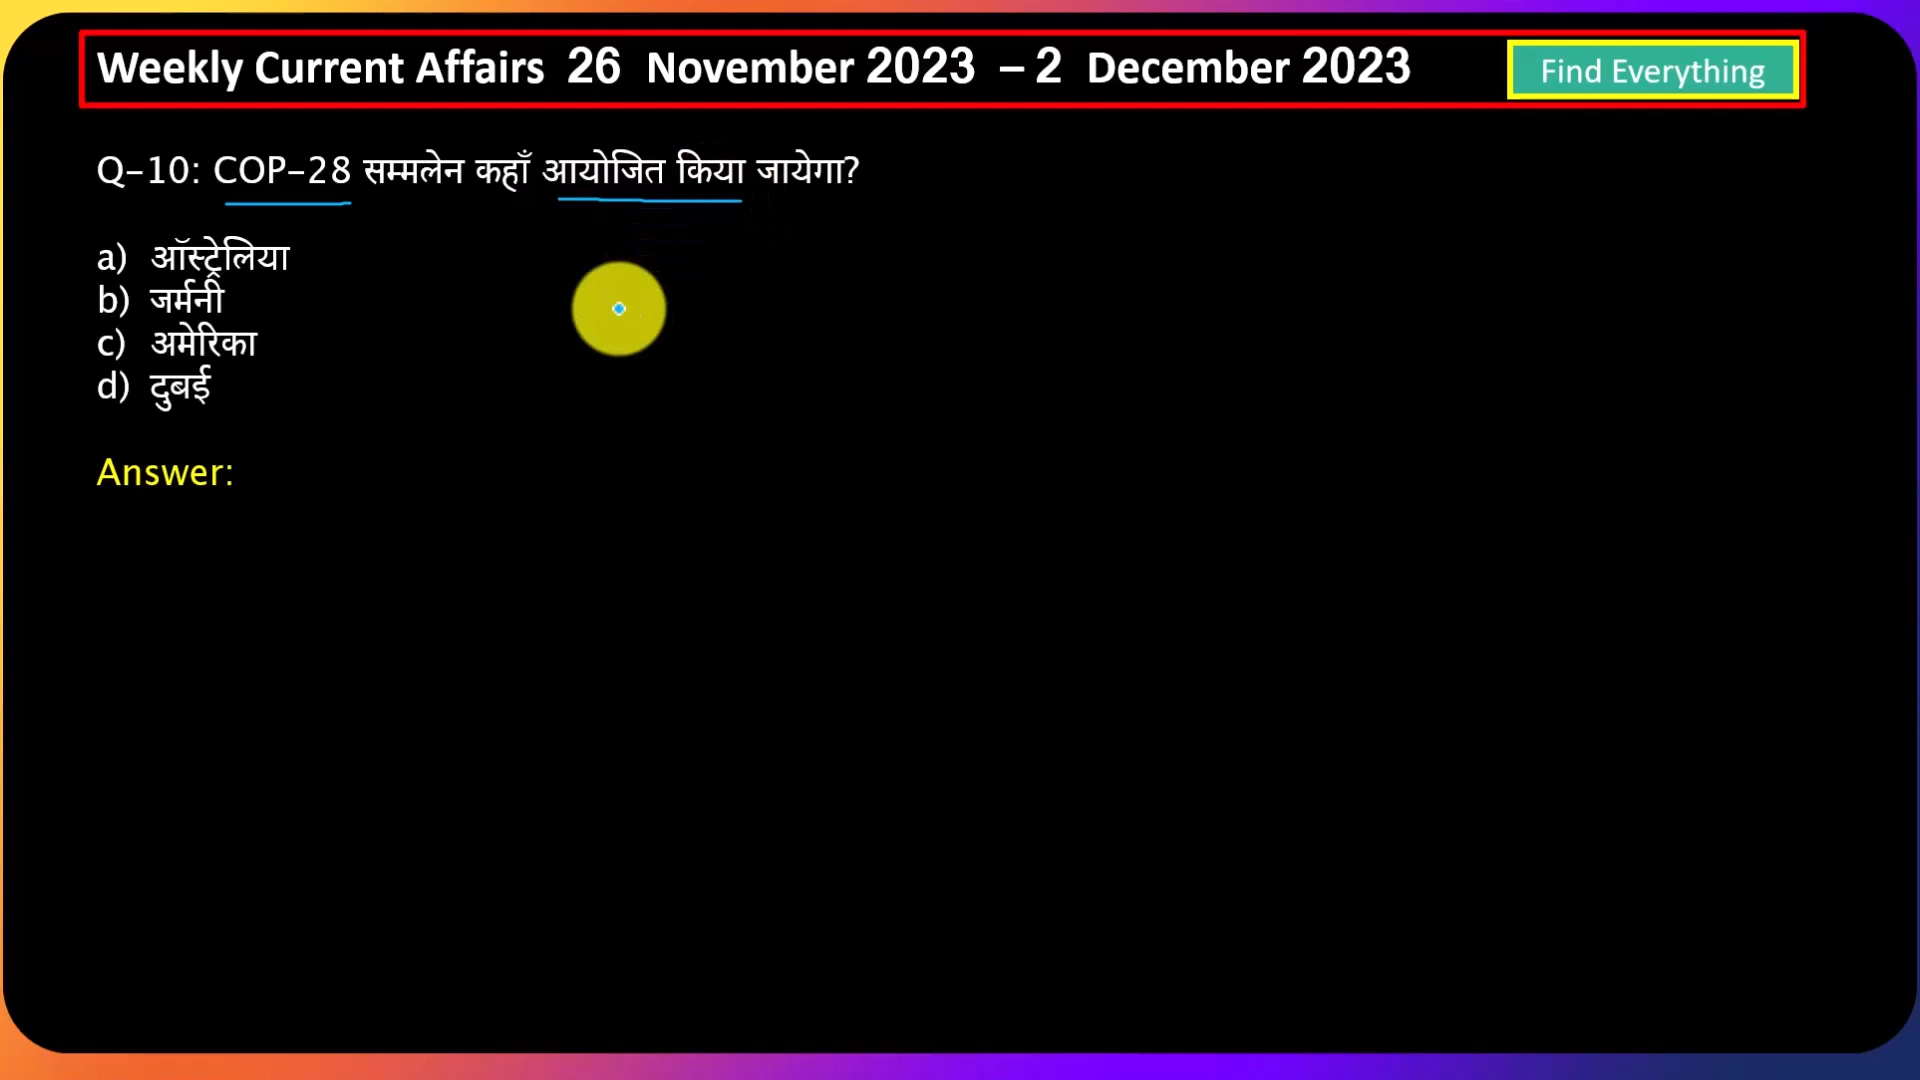 Weekly Current Affairs 26 November 2023 – 2 December 2023
Find Everything
Q-10: COP-28 सम्मलेन कहाँ आयोजित किया जायेगा?
a) ऑस्ट्रेलिया
b) जर्मनी
c) अमेरिका
d) दुबई
Answer: